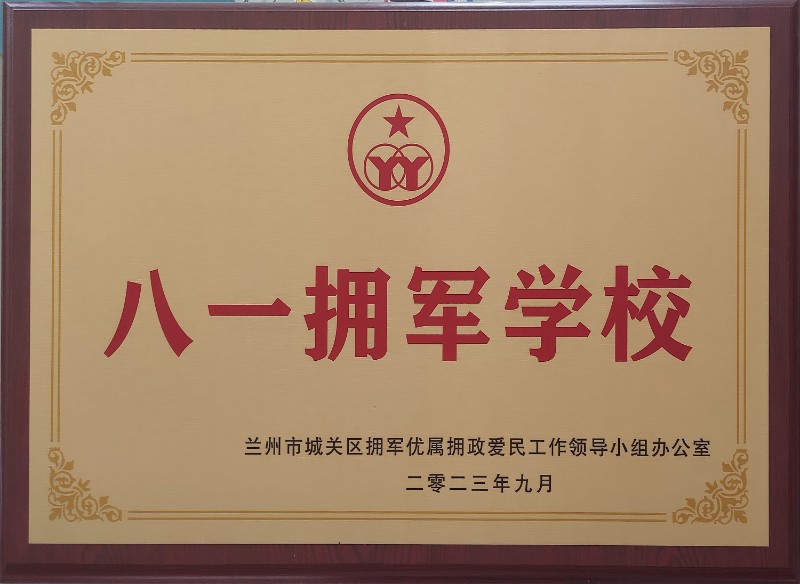 八一拥军学校
兰州市城关区拥军优属拥政爱民工作领导小组办公室
二零二三年九月